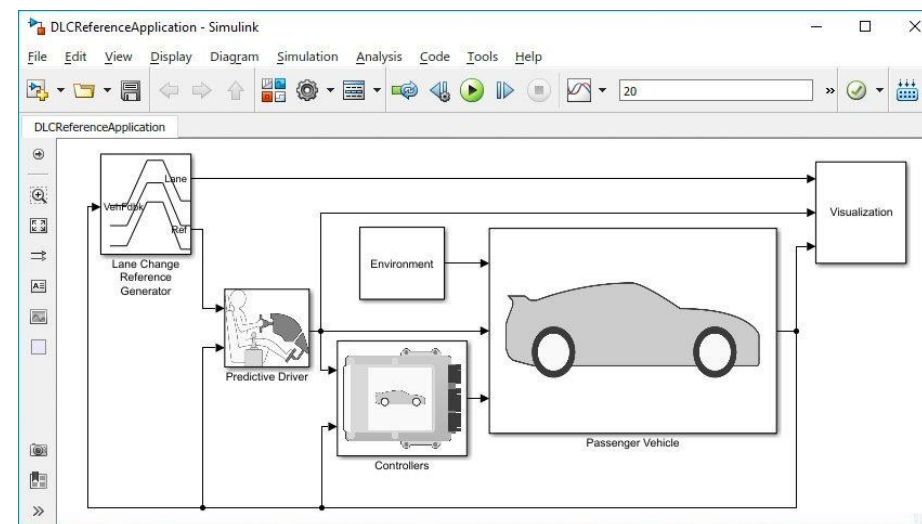 DLCReferenceApplication - Simulink
File Edit View Display Diagram Simulation Analysis Code Tools Help
20
DLCReferenceApplication
Lane
VehFdbk
Ref
Lane Change
Reference
Generator
Environment
Visualization
Predictive Driver
Controllers
Passenger Vehicle